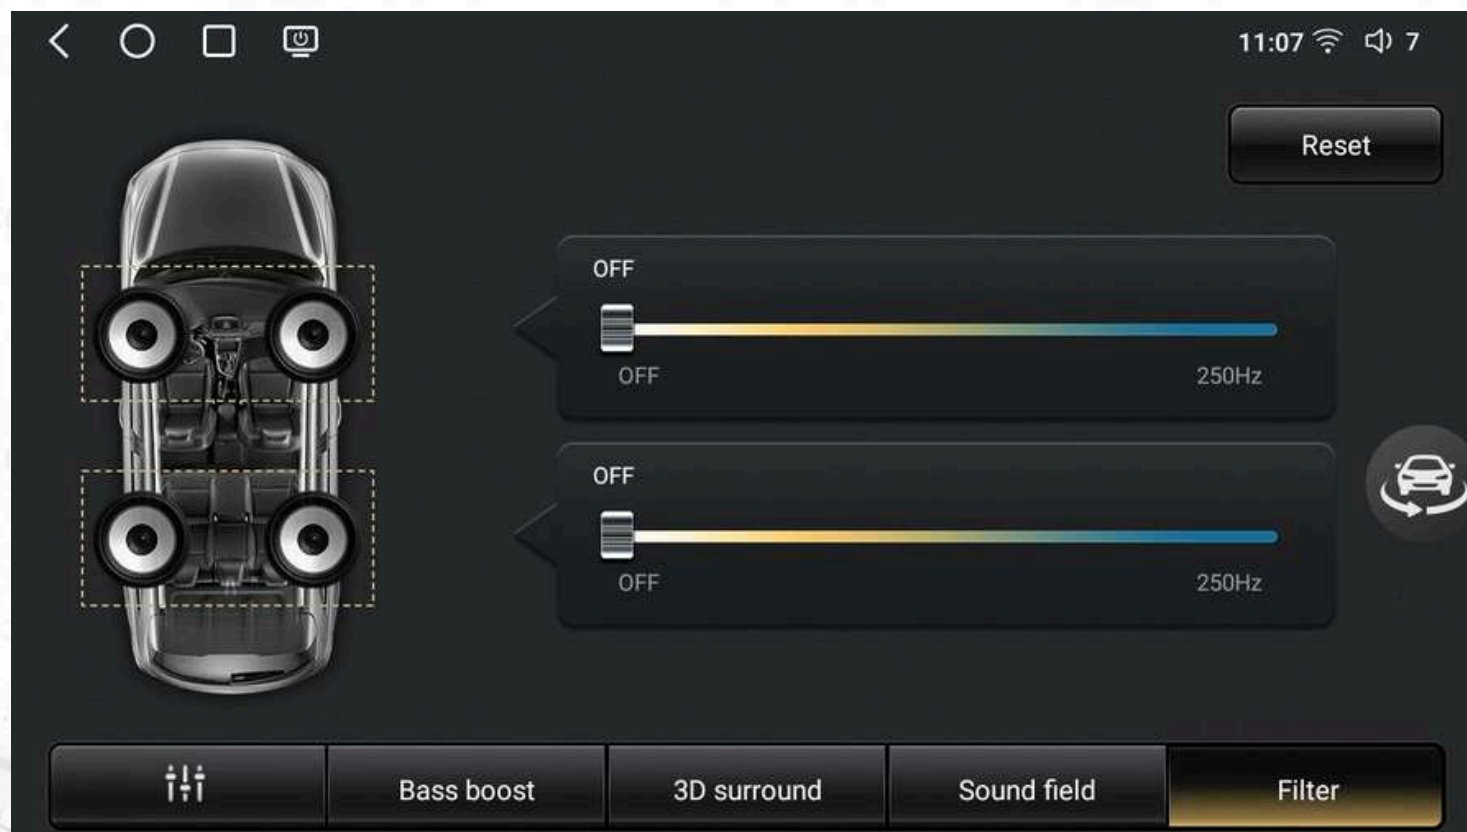 11:07 7
Reset
OFF
OFF 250Hz
OFF
OFF 250Hz
Bass boost 3D surround Sound field Filter